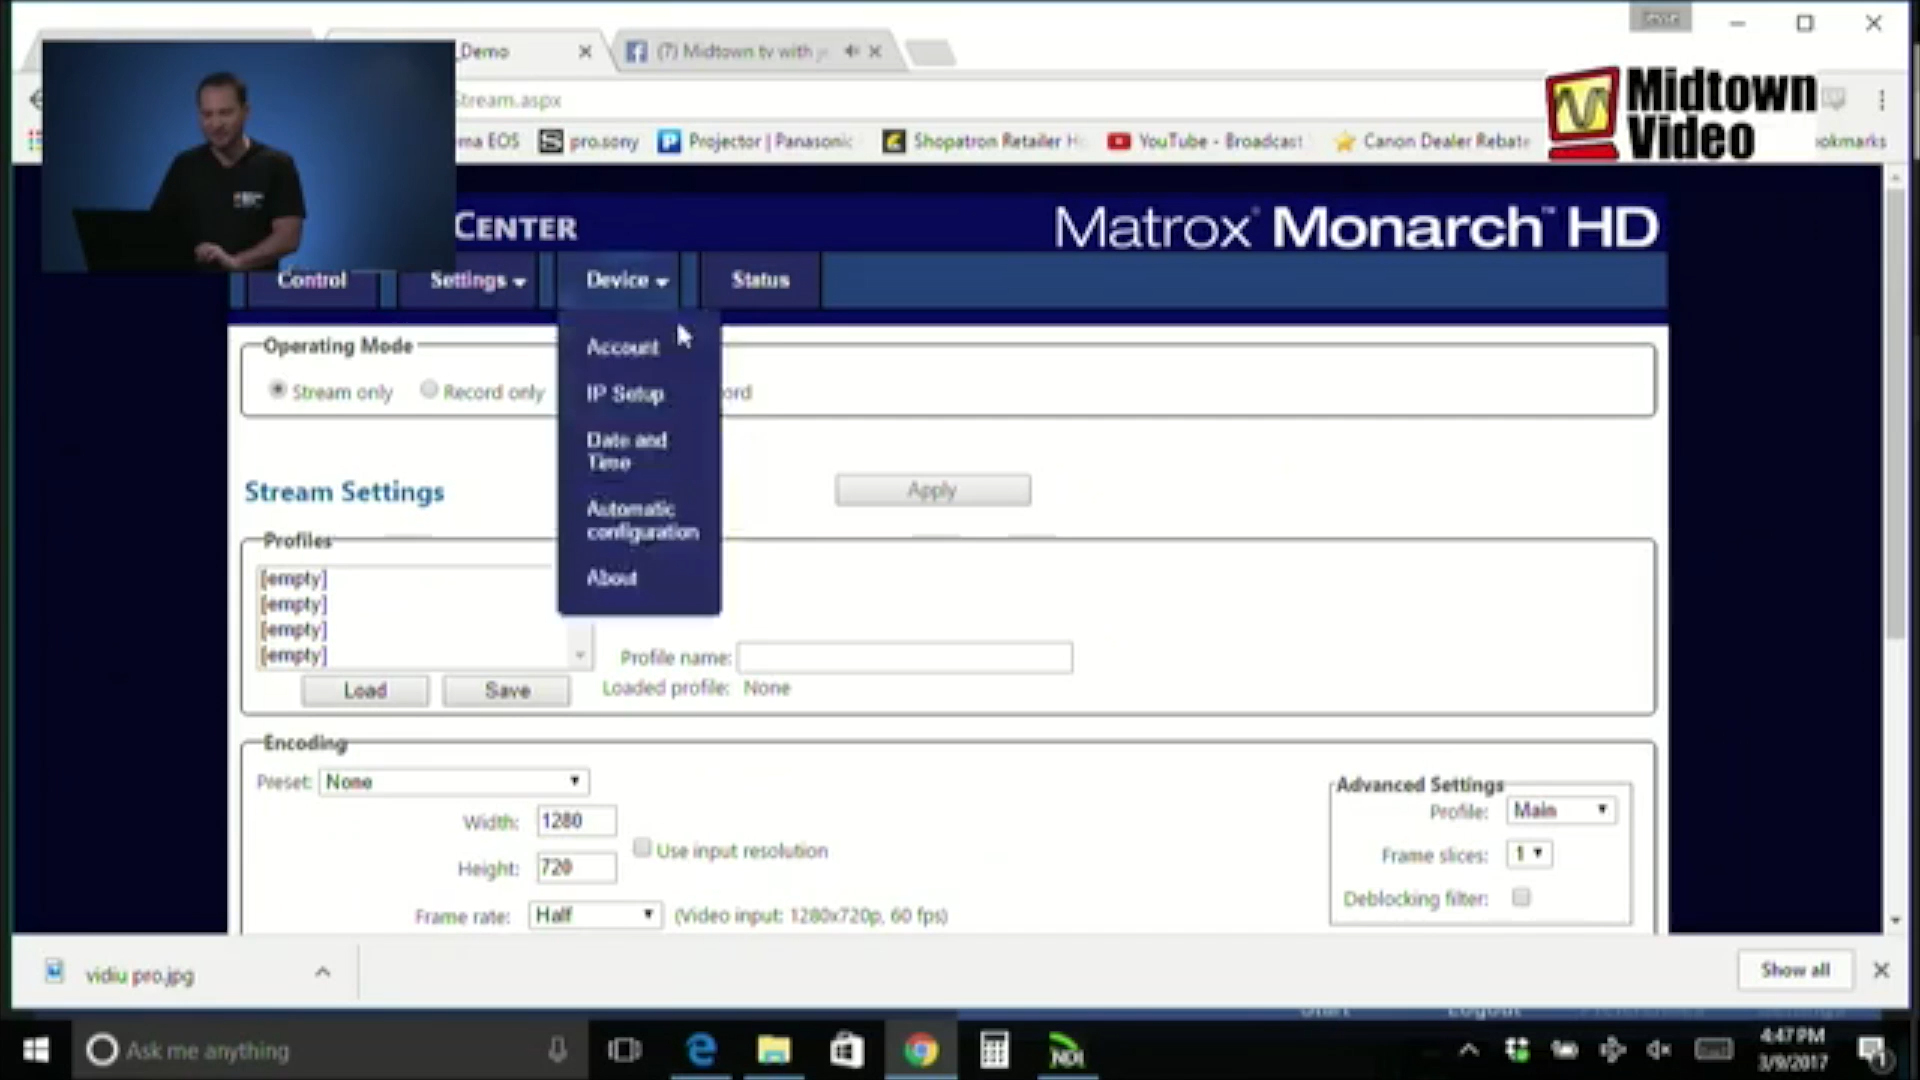 Demo
(7) Midtown tv with
Stream.aspx
ma EOS
pro.sony
Projector | Panasonic
Shopatron Retailer H
YouTube - Broadcast
Canon Dealer Rebate
okmarks
Midtown
Video
CENTER
Matrox Monarch™ HD
Control
Settings
Device
Status
Account
IP Setup
Date and
Time
Automatic
configuration
About
Operating Mode
Stream only
Record only
ord
Stream Settings
Apply
Profiles
[empty]
[empty]
[empty]
[empty]
Profile name:
Load
Save
Loaded profile: None
Encoding
Preset: None
Width: 1280
Use input resolution
Height: 720
Frame rate: Half
(Video input: 1280x720p, 60 fps)
Advanced Settings
Profile: Main
Frame slices: 1
Deblocking filter:
vidiu pro.jpg
Show all
Ask me anything
NDI
4:47 PM
3/9/2017
1